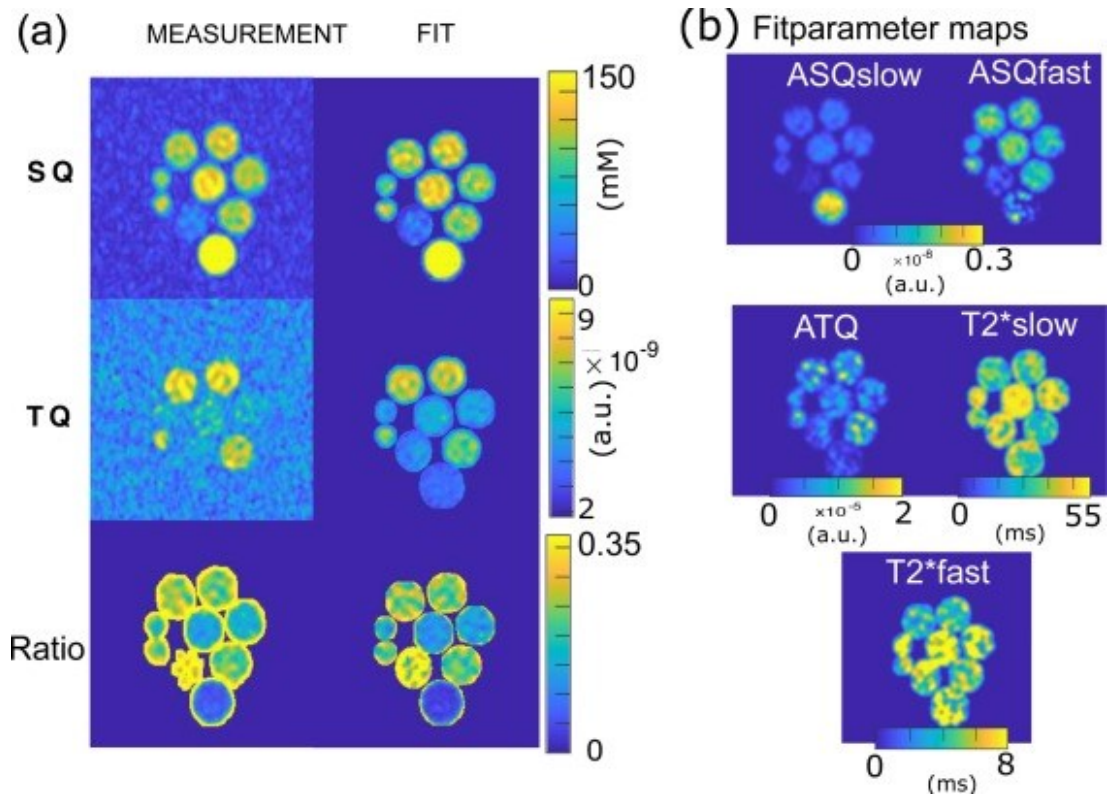 (a) MEASUREMENT FIT
SQ
150
(mM)
0
TQ
9
(a.u.) × 10⁻⁹
2
Ratio
0.35
0
(b) Fitparameter maps
ASQslow ASQfast
0 ×10⁻⁸ 0.3
(a.u.)
ATQ T2*slow
0 ×10⁻⁵ 2 0 55
(a.u.) (ms)
T2*fast
0 8
(ms)